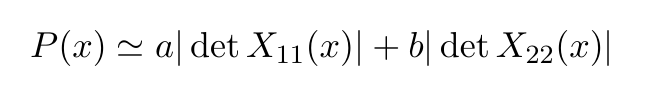 P(x) ≃ a| det X₁₁(x)| + b| det X₂₂(x)|